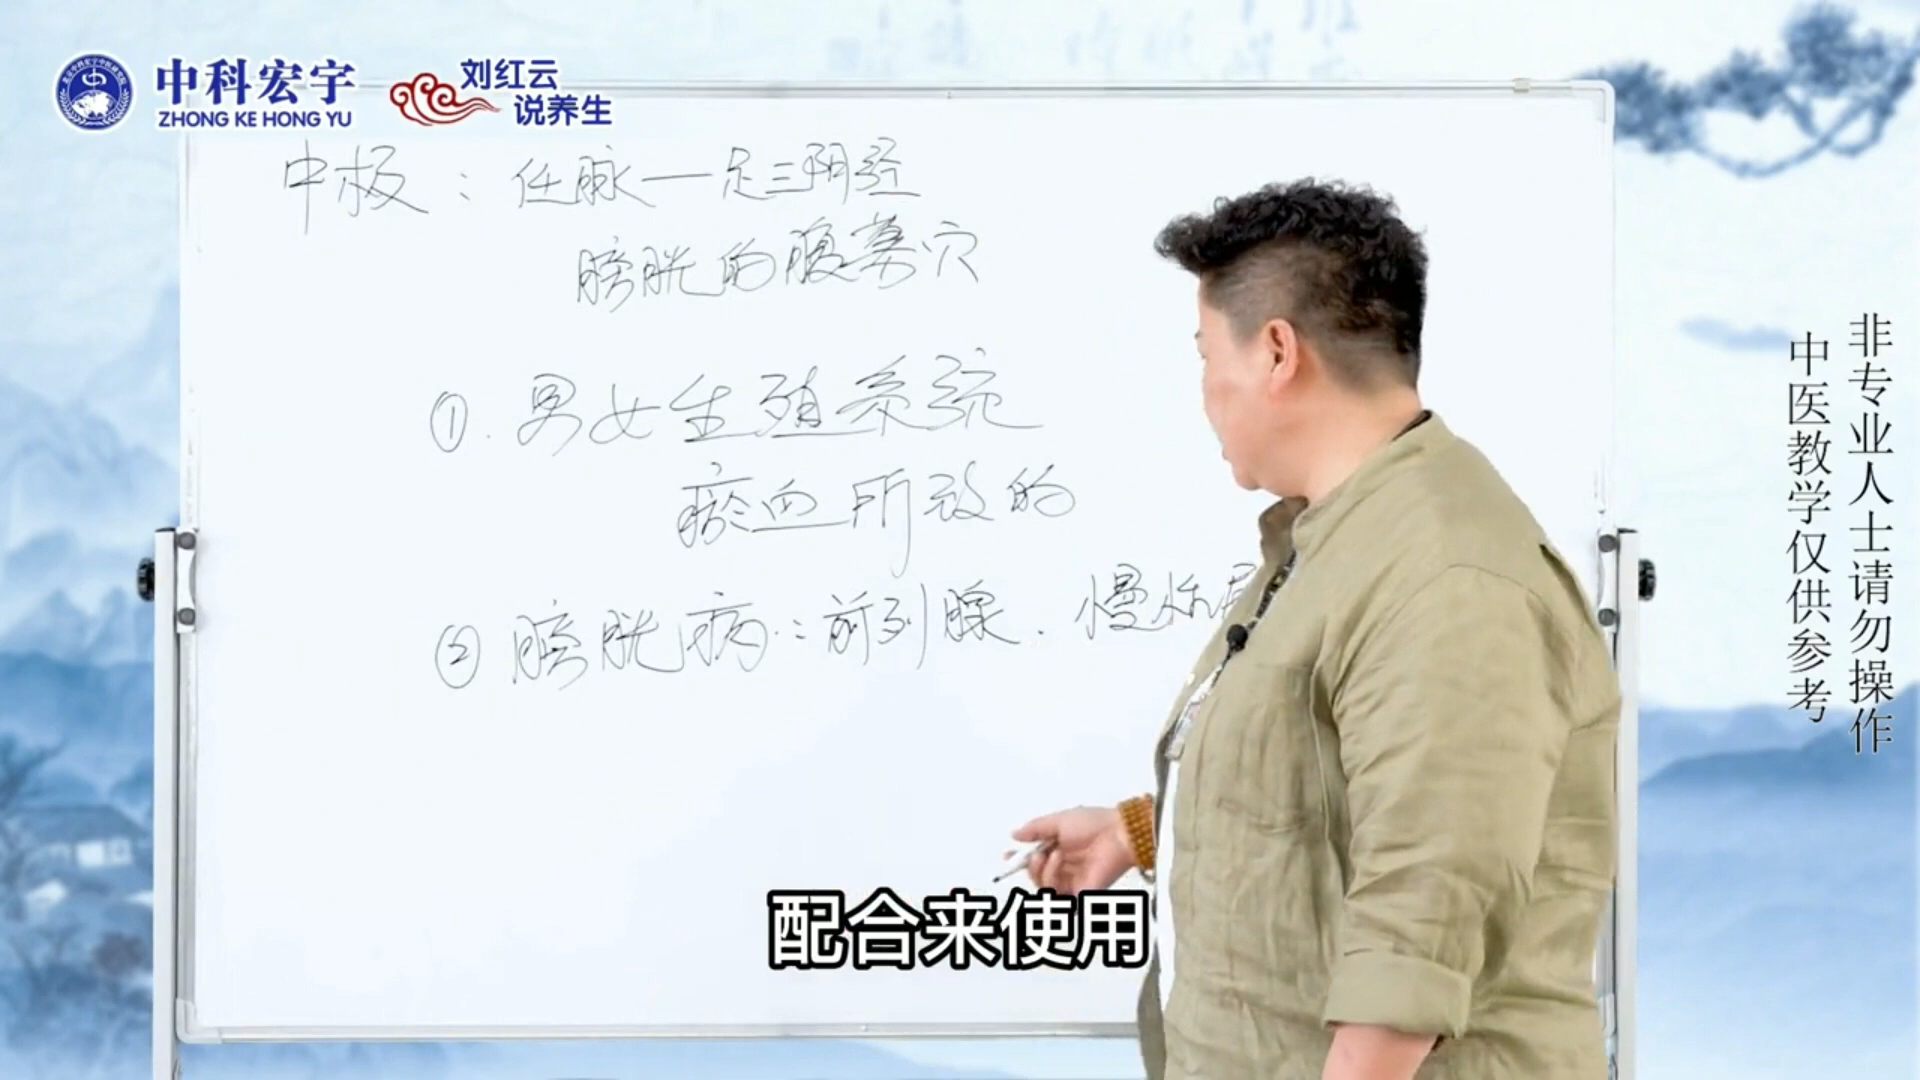 中科宏宇
ZHONG KE HONG YU
刘红云
说养生
中极：任脉一足三阴经
膀胱的腹募穴
①.男女生殖系统
瘀血所致的
②膀胱病：前列腺．慢性
非专业人士请勿操作
中医教学仅供参考
配合来使用